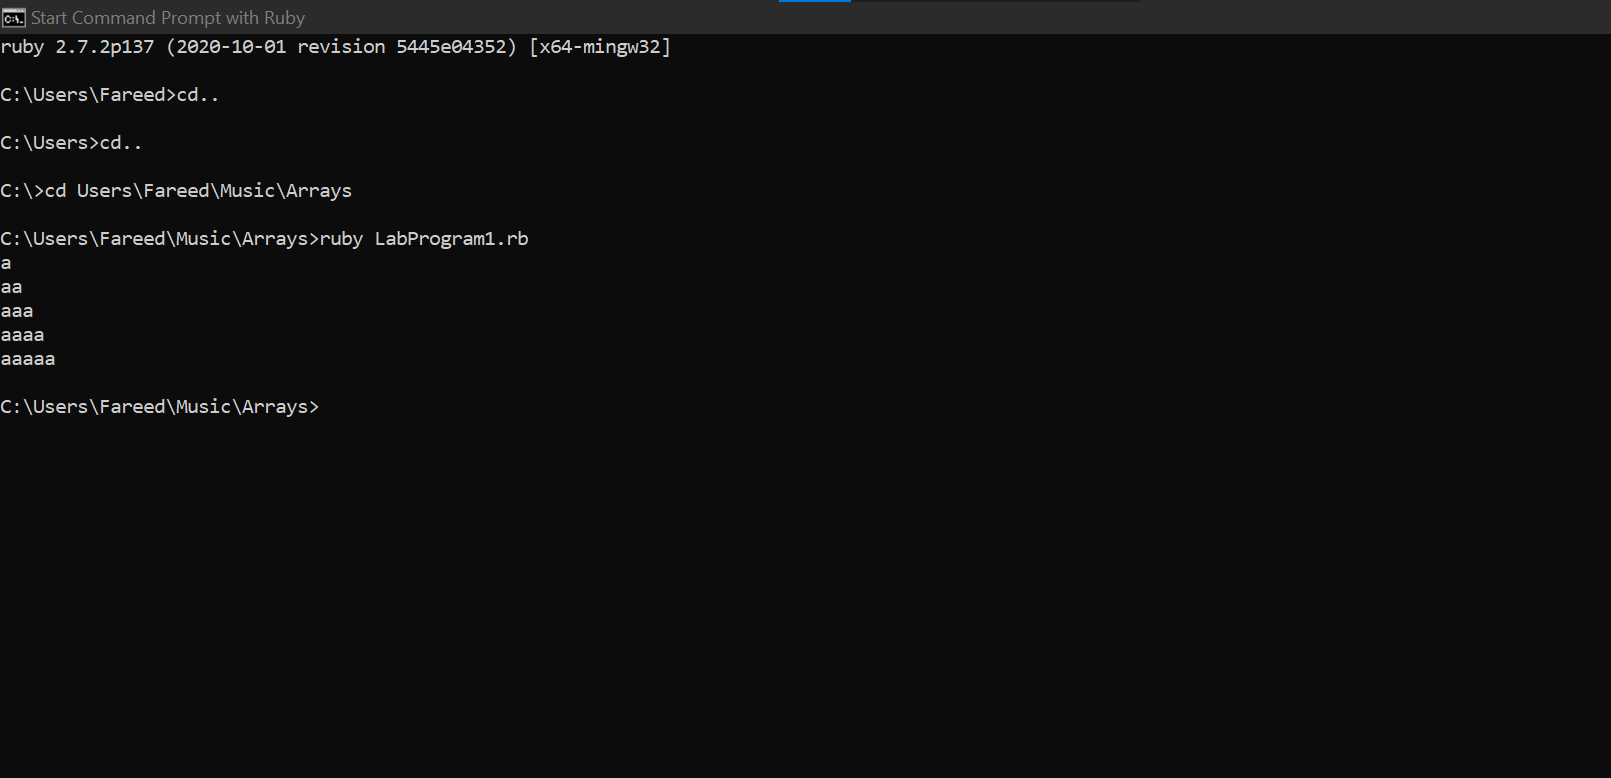 Start Command Prompt with Ruby
ruby 2.7.2p137 (2020-10-01 revision 5445e04352) [x64-mingw32]
C:\Users\Fareed>cd..
C:\Users>cd..
C:\>cd Users\Fareed\Music\Arrays
C:\Users\Fareed\Music\Arrays>ruby LabProgram1.rb
a
aa
aaa
aaaa
aaaaa
C:\Users\Fareed\Music\Arrays>